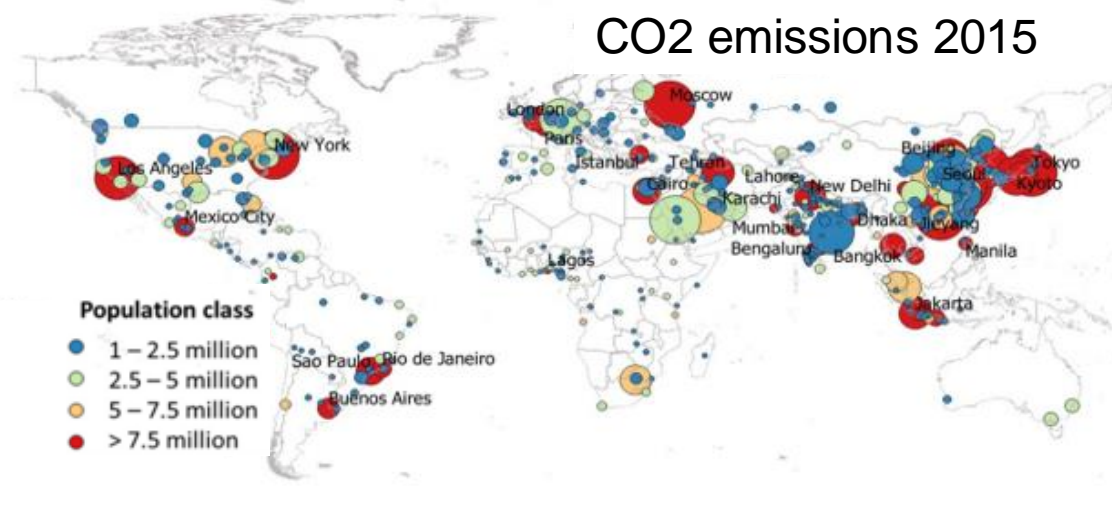 CO2 emissions 2015
Moscow
London
Paris
New York
Beijing
Istanbul
Tehran
Tokyo
Los Angeles
Lahore
Seoul
Cairo
New Delhi
Kyoto
Karachi
Mexico City
Dhaka
Jieyang
Mumbai
Bengaluru
Bangkok
Manila
Lagos
Jakarta
Population class
1 – 2.5 million
2.5 – 5 million
5 – 7.5 million
> 7.5 million
Sao Paulo
Rio de Janeiro
Buenos Aires